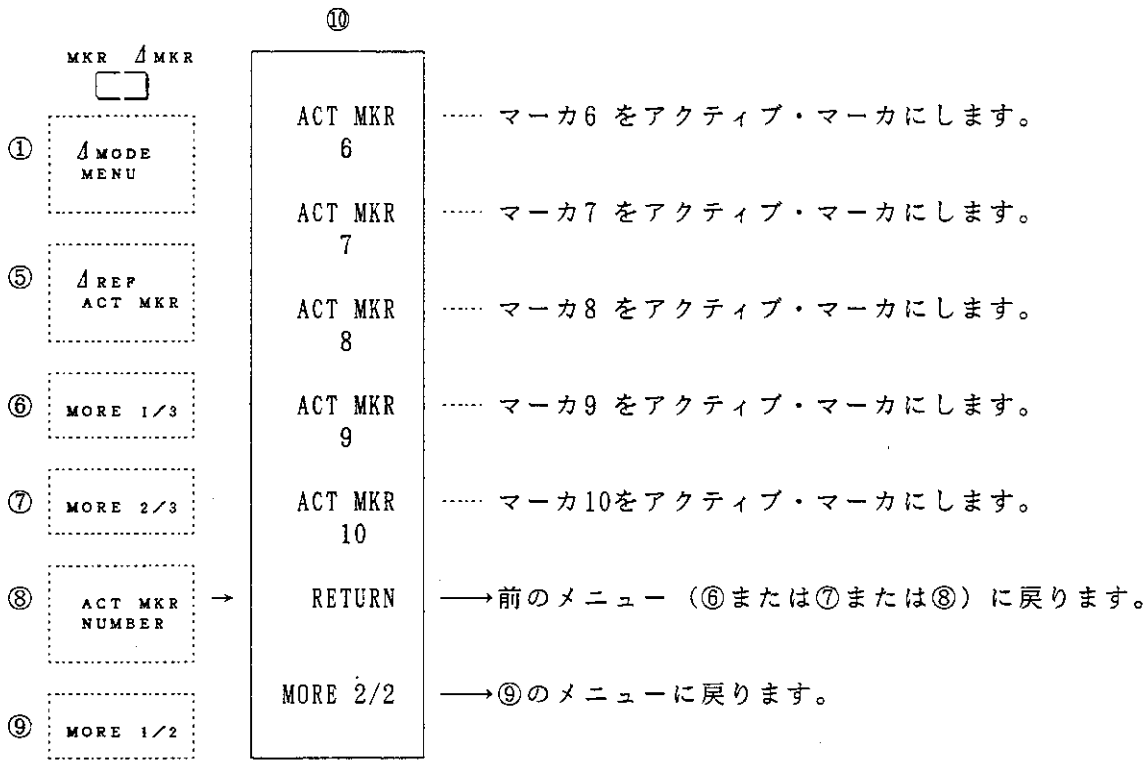 ⑩
MKR ⊿MKR
① ⊿MODE
MENU
⑤ ⊿REF
ACT MKR
⑥ MORE 1/3
⑦ MORE 2/3
⑧ ACT MKR
NUMBER
→
⑨ MORE 1/2
ACT MKR
6
…… マーカ6 をアクティブ・マーカにします。
ACT MKR
7
…… マーカ7 をアクティブ・マーカにします。
ACT MKR
8
…… マーカ8 をアクティブ・マーカにします。
ACT MKR
9
…… マーカ9 をアクティブ・マーカにします。
ACT MKR
10
…… マーカ10をアクティブ・マーカにします。
RETURN ―→前のメニュー (⑥または⑦または⑧) に戻ります。
MORE 2/2 ―→⑨のメニューに戻ります。